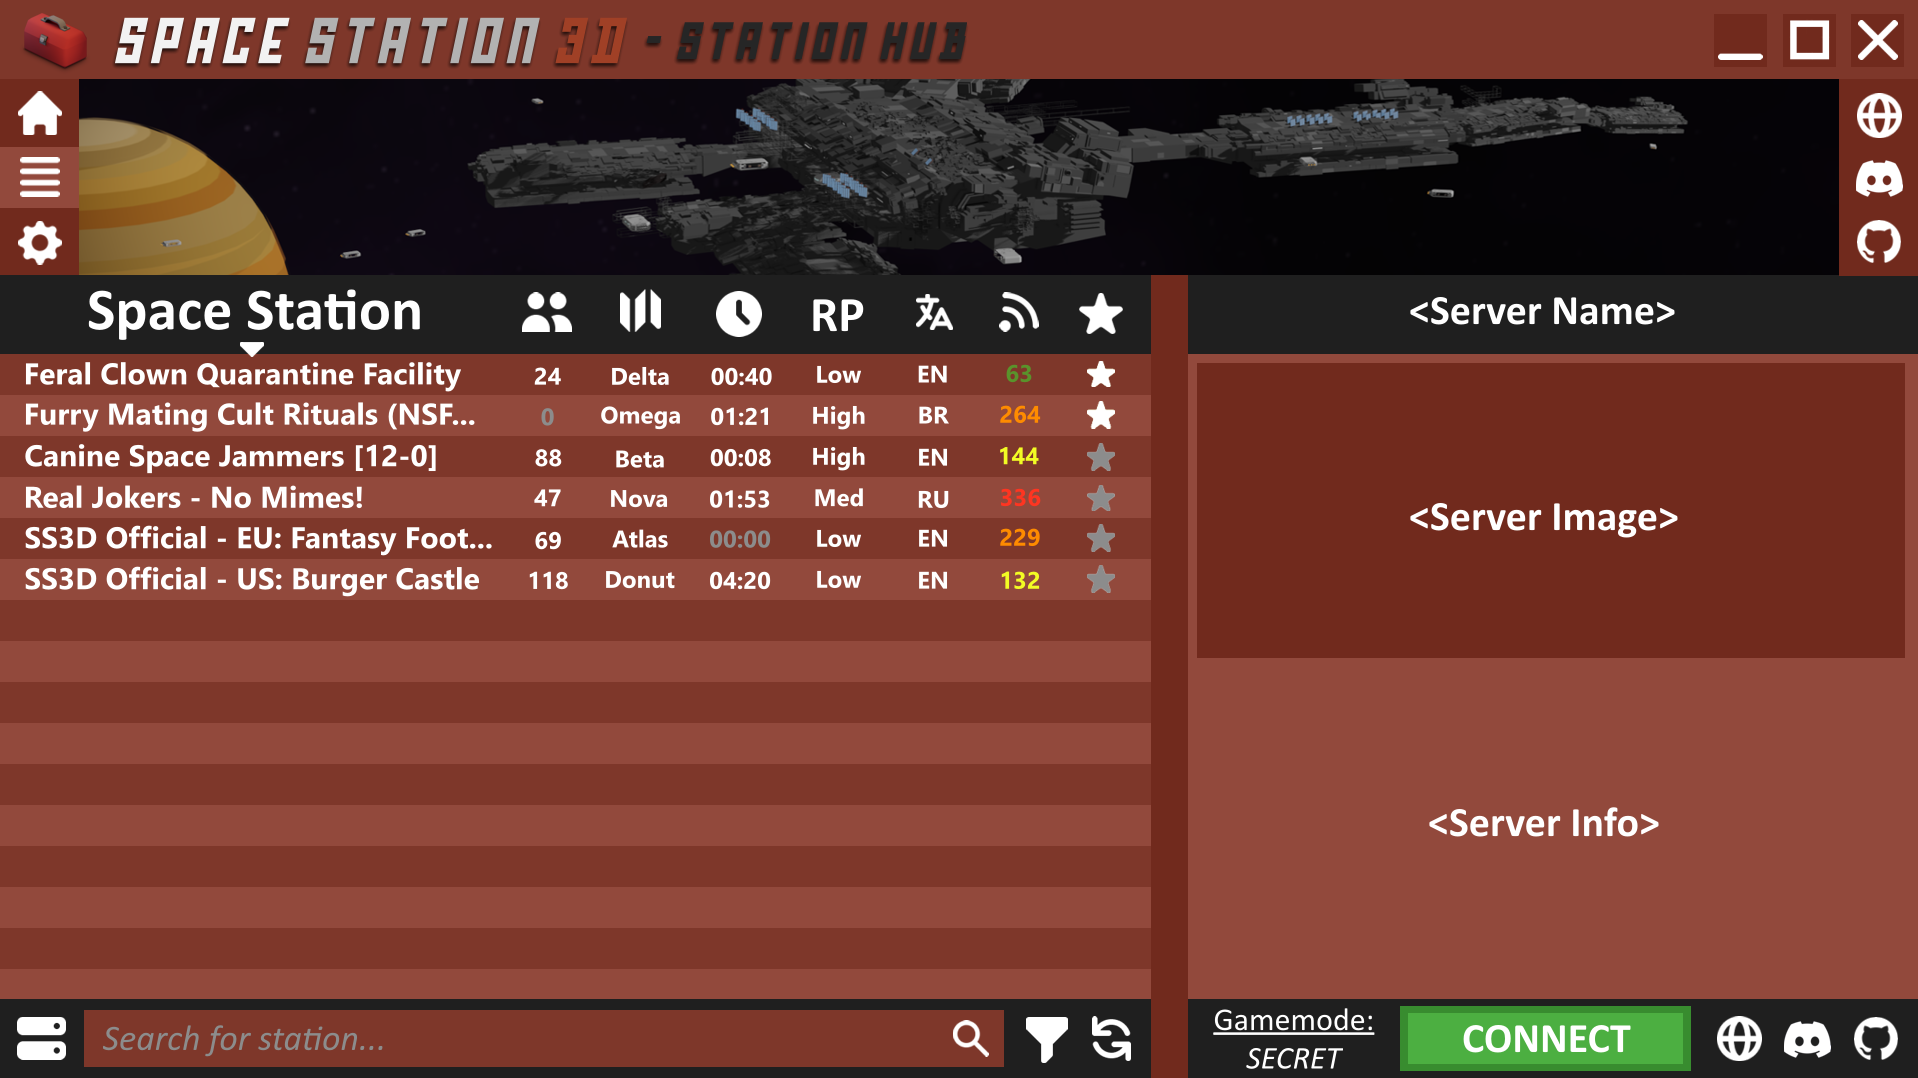 SPACE STATION 3D - STATION HUB
Space Station RP
Feral Clown Quarantine Facility 24 Delta 00:40 Low EN 63
Furry Mating Cult Rituals (NSF... 0 Omega 01:21 High BR 264
Canine Space Jammers [12-0] 88 Beta 00:08 High EN 144
Real Jokers - No Mimes! 47 Nova 01:53 Med RU 336
SS3D Official - EU: Fantasy Foot... 69 Atlas 00:00 Low EN 229
SS3D Official - US: Burger Castle 118 Donut 04:20 Low EN 132
Search for station...
<Server Name>
<Server Image>
<Server Info>
Gamemode:
SECRET
CONNECT